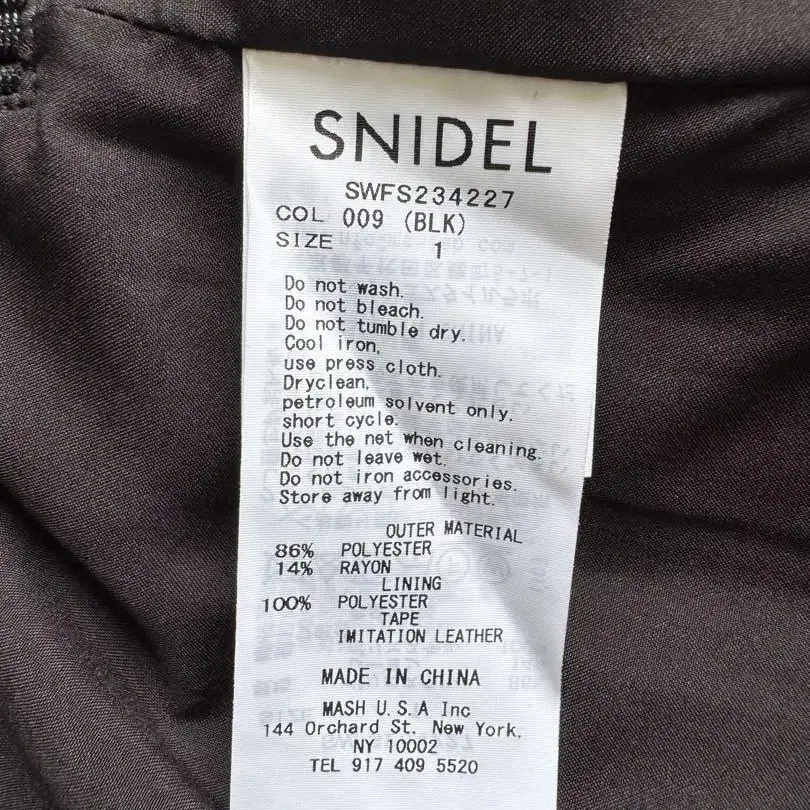 SNIDEL
SWFS234227
COL 009 (BLK)
SIZE 1
Do not wash.
Do not bleach.
Do not tumble dry.
Cool iron,
use press cloth.
Dryclean,
petroleum solvent only,
short cycle.
Use the net when cleaning.
Do not leave wet.
Do not iron accessories.
Store away from light.
OUTER MATERIAL
86% POLYESTER
14% RAYON
LINING
100% POLYESTER
TAPE
IMITATION LEATHER
MADE IN CHINA
MASH U.S.A Inc
144 Orchard St. New York,
NY 10002
TEL 917 409 5520